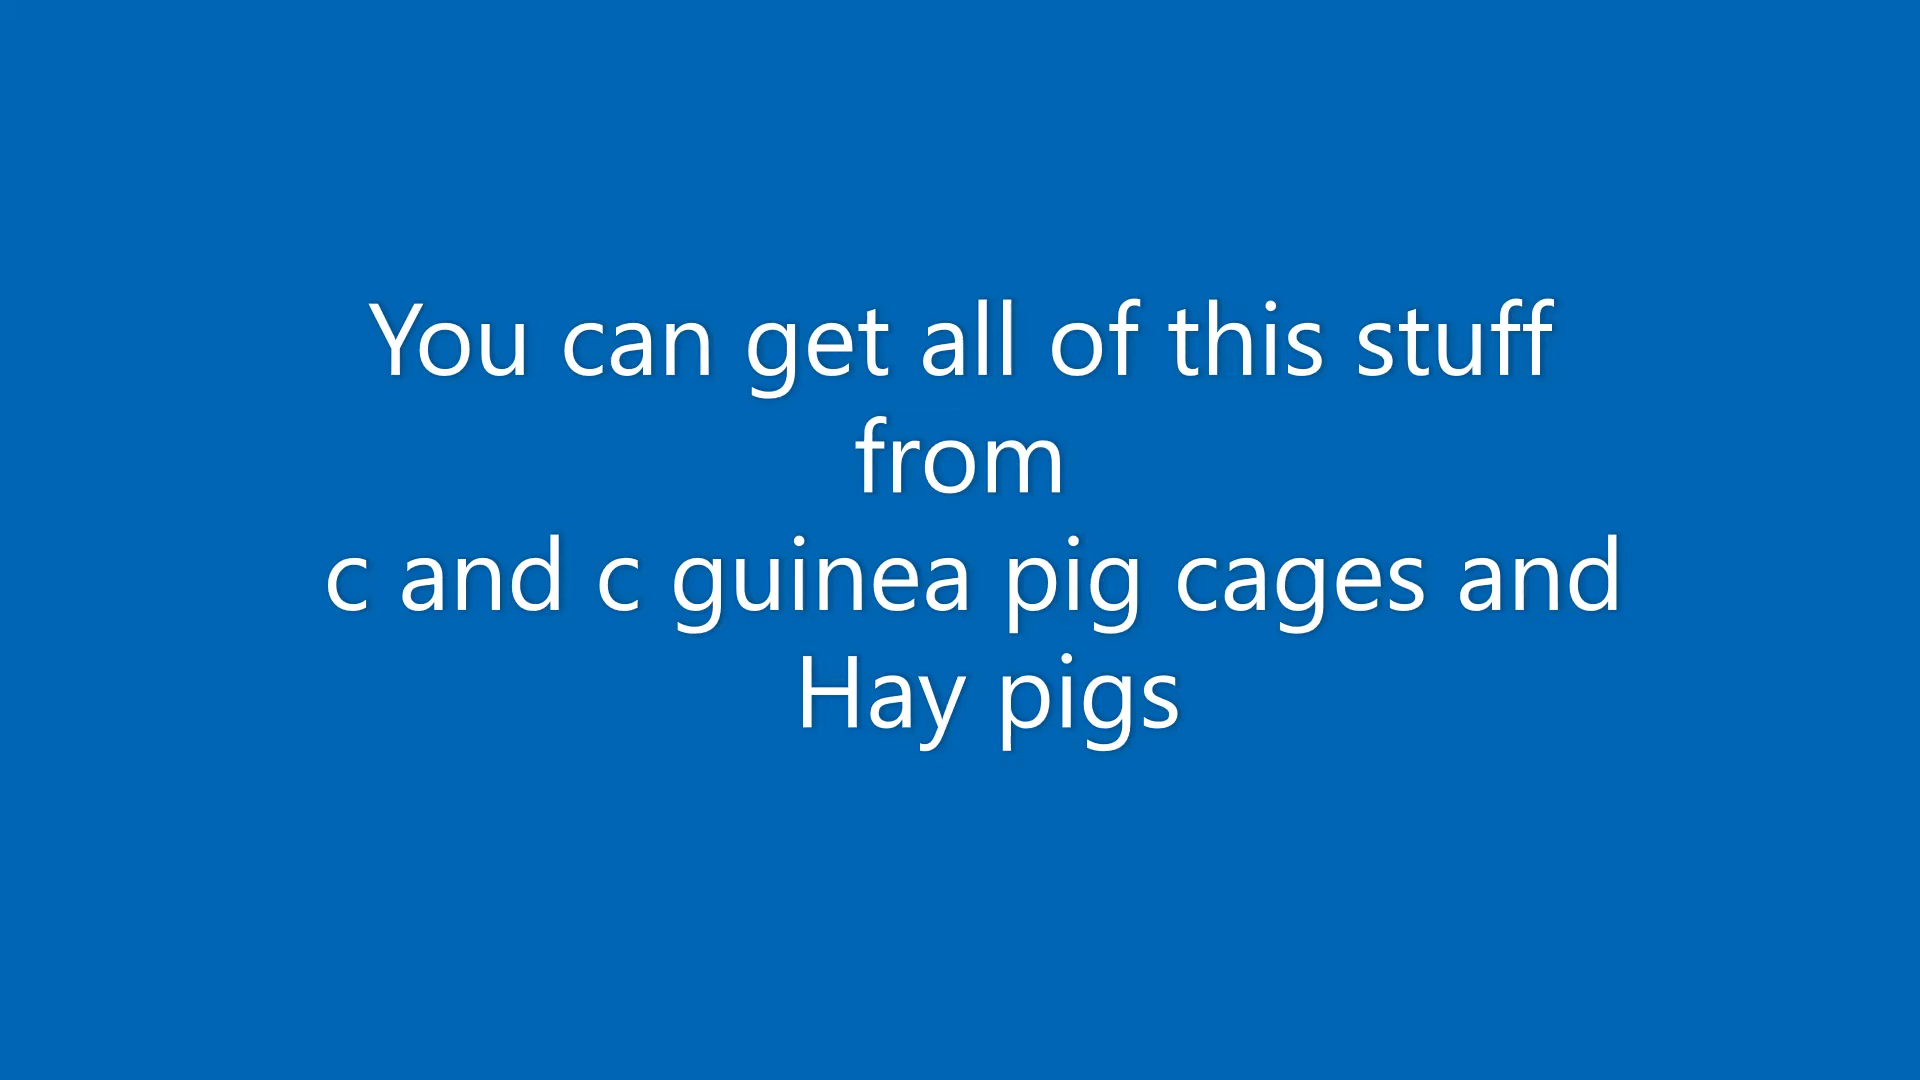 You can get all of this stuff
from
c and c guinea pig cages and
Hay pigs